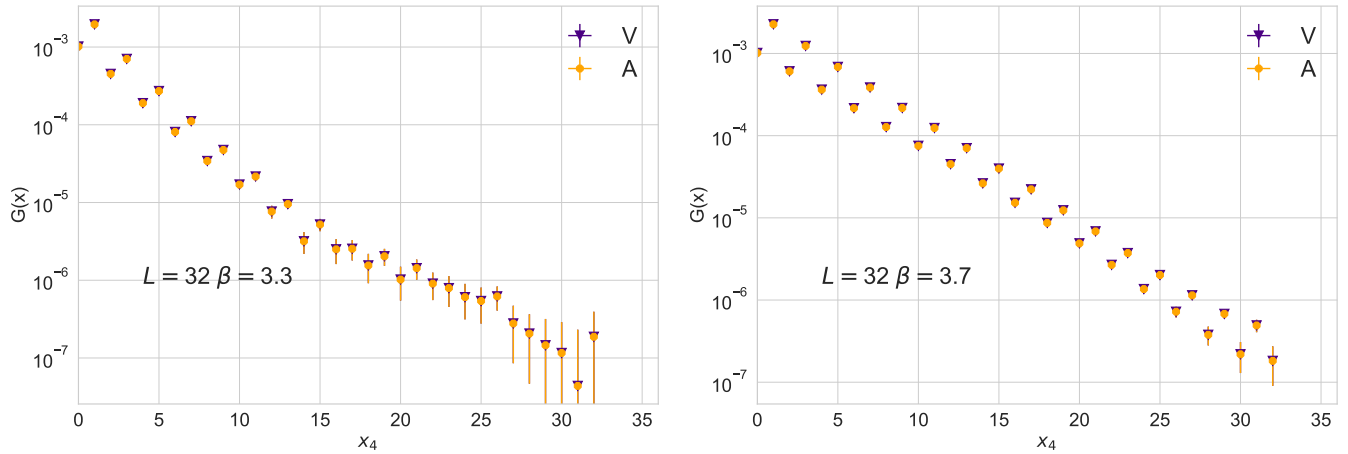 V
A
10⁻³
10⁻⁴
10⁻⁵
10⁻⁶
10⁻⁷
G(x)
L = 32 β = 3.3
0 5 10 15 20 25 30 35
x₄
V
A
10⁻³
10⁻⁴
10⁻⁵
10⁻⁶
10⁻⁷
G(x)
L = 32 β = 3.7
0 5 10 15 20 25 30 35
x₄